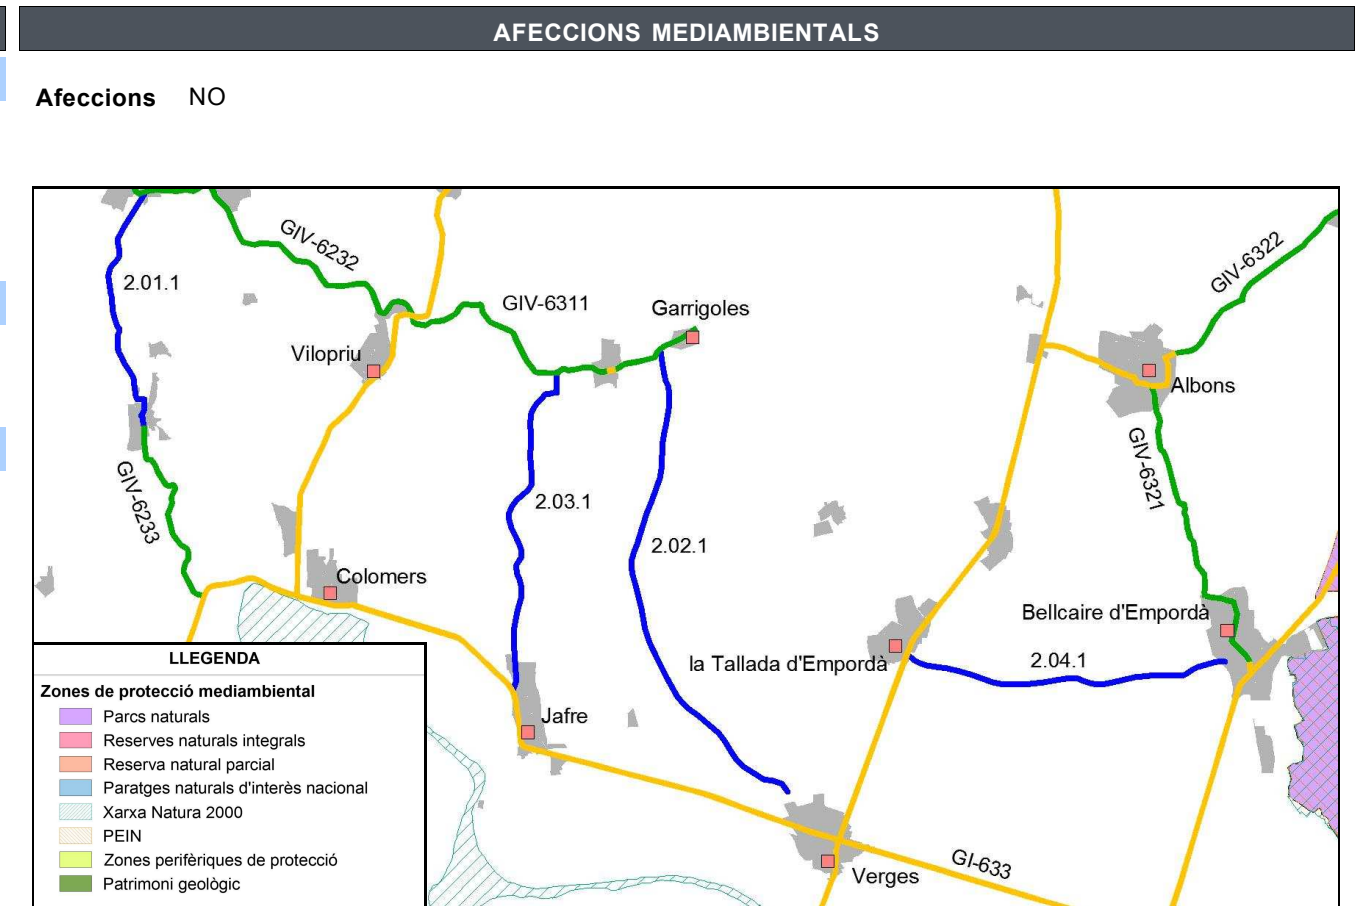 AFECCIONS MEDIAMBIENTALS
Afeccions NO
GIV-6232
2.01.1
GIV-6311
Garrigoles
Vilopriu
GIV-6322
Albons
GIV-6321
GIV-6233
2.03.1
2.02.1
Colomers
Bellcaire d'Empordà
la Tallada d'Empordà
2.04.1
Jafre
GI-633
Verges
LLEGENDA
Zones de protecció mediambiental
Parcs naturals
Reserves naturals integrals
Reserva natural parcial
Paratges naturals d'interès nacional
Xarxa Natura 2000
PEIN
Zones perifèriques de protecció
Patrimoni geològic